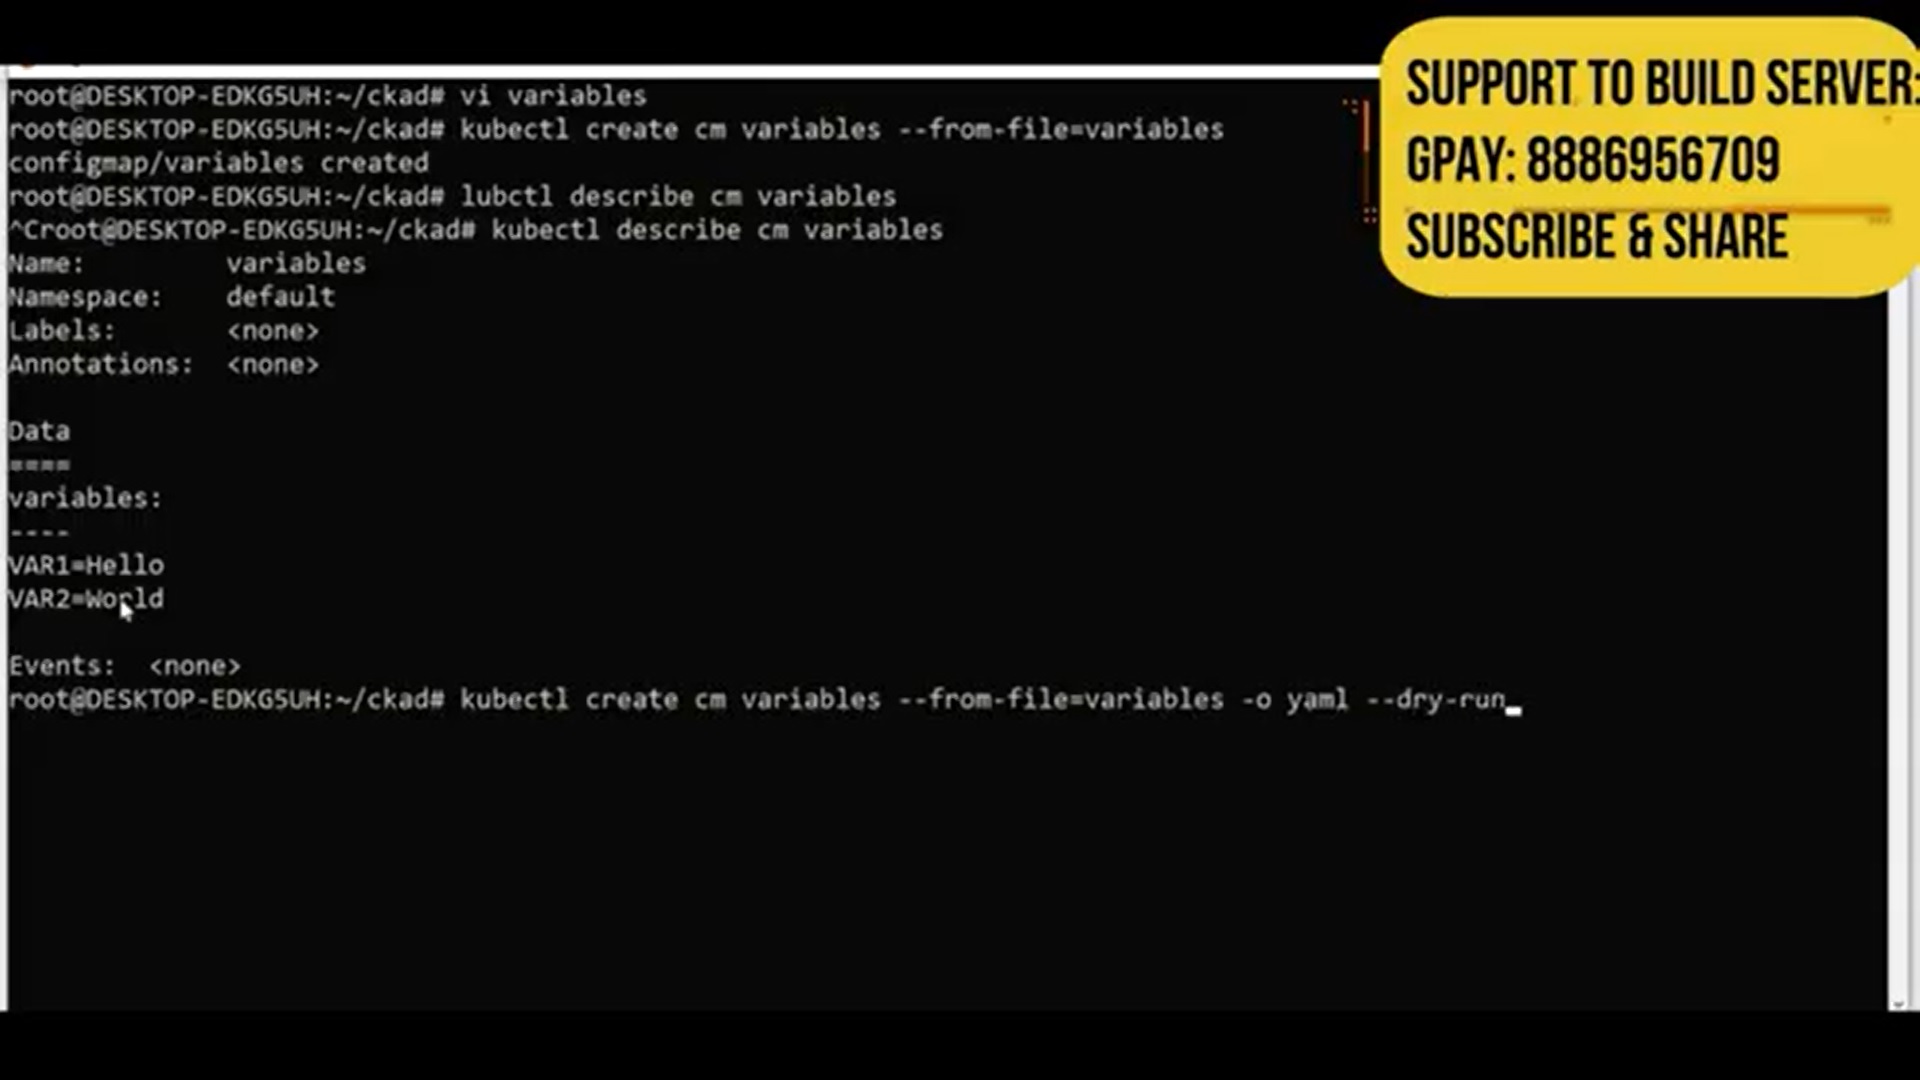 root@DESKTOP-EDKG5UH:~/ckad# vi variables
root@DESKTOP-EDKG5UH:~/ckad# kubectl create cm variables --from-file=variables
configmap/variables created
root@DESKTOP-EDKG5UH:~/ckad# lubctl describe cm variables
^Croot@DESKTOP-EDKG5UH:~/ckad# kubectl describe cm variables
Name:         variables
Namespace:    default
Labels:       <none>
Annotations:  <none>
Data
====
variables:
----
VAR1=Hello
VAR2=World
Events:  <none>
root@DESKTOP-EDKG5UH:~/ckad# kubectl create cm variables --from-file=variables -o yaml --dry-run
SUPPORT TO BUILD SERVER:
GPAY: 8886956709
SUBSCRIBE & SHARE